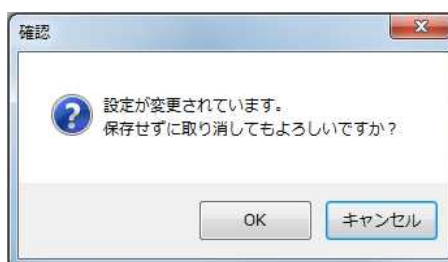 確認
設定が変更されています。
保存せずに取り消してもよろしいですか？
OK
キャンセル